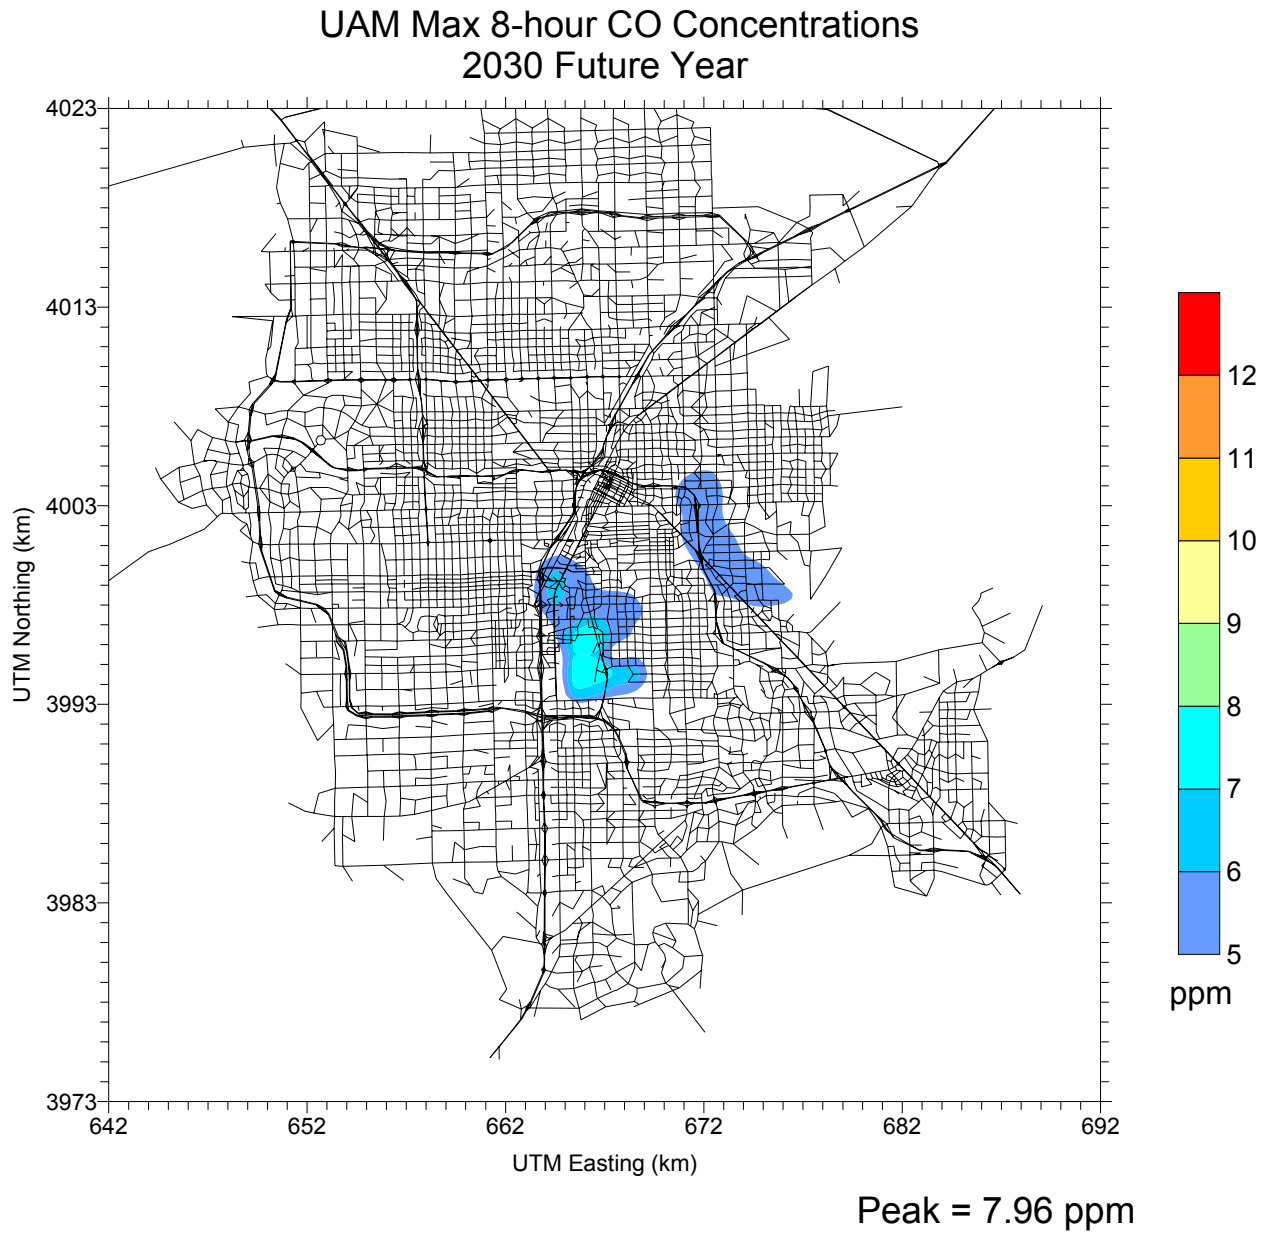 UAM Max 8-hour CO Concentrations
2030 Future Year
4023
4013
4003
3993
3983
3973
UTM Northing (km)
642 652 662 672 682 692
UTM Easting (km)
12
11
10
9
8
7
6
5
ppm
Peak = 7.96 ppm